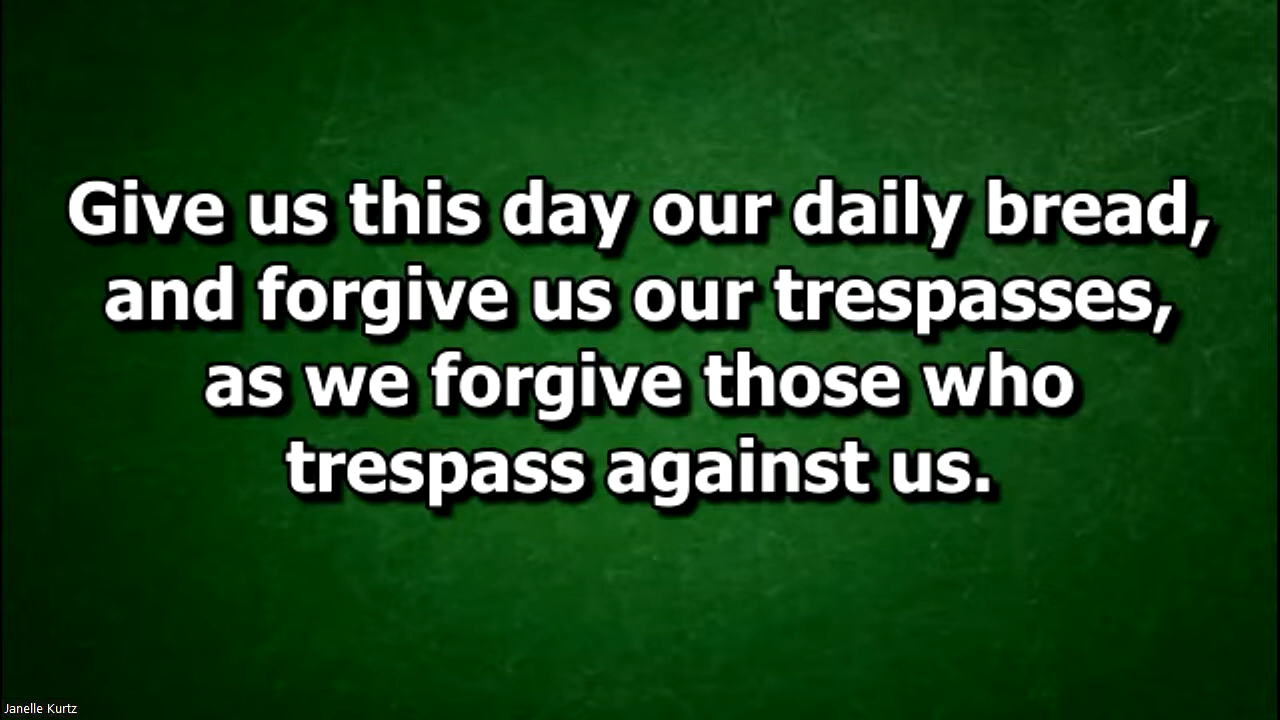 Give us this day our daily bread,
and forgive us our trespasses,
as we forgive those who
trespass against us.
Janelle Kurtz